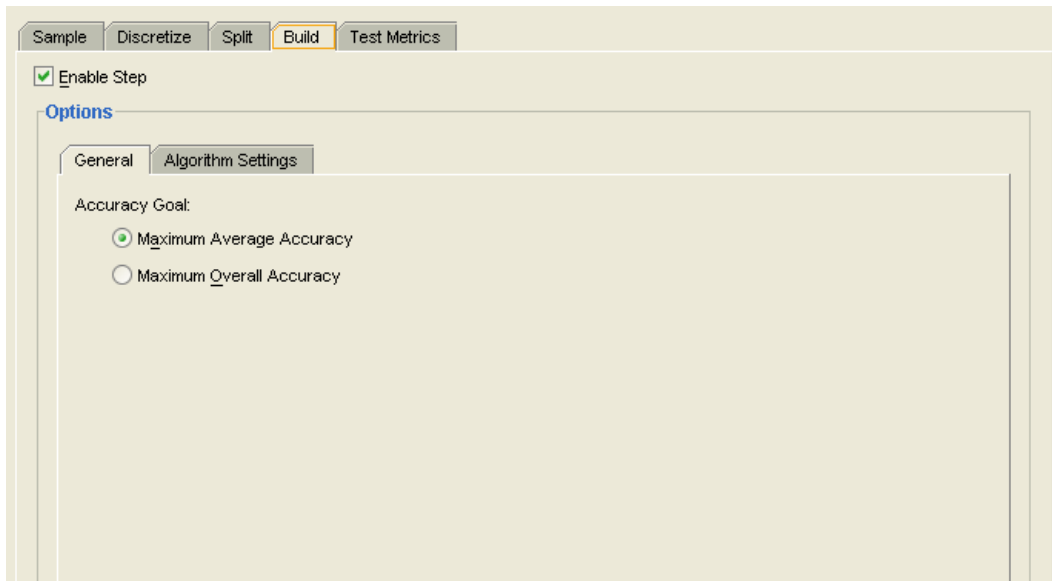 Sample Discretize Split Build Test Metrics
Enable Step
Options
General Algorithm Settings
Accuracy Goal:
Maximum Average Accuracy
Maximum Overall Accuracy